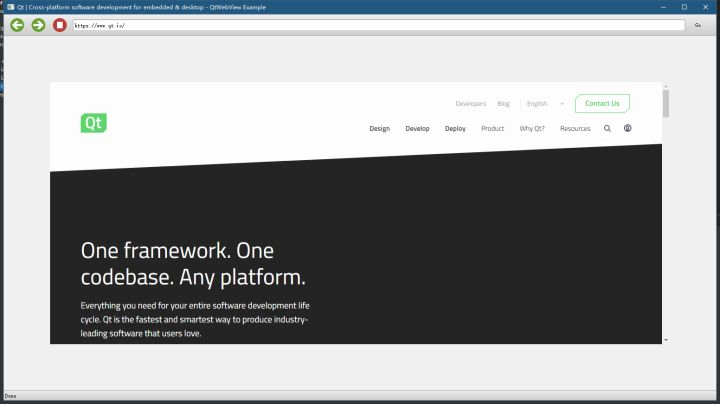 Qt | Cross-platform software development for embedded & desktop - QtWebView Example
https://www.qt.io/
Go
Developers Blog English Contact Us
Qt
Design Develop Deploy Product Why Qt? Resources
One framework. One
codebase. Any platform.
Everything you need for your entire software development life
cycle. Qt is the fastest and smartest way to produce industry-
leading software that users love.
Done